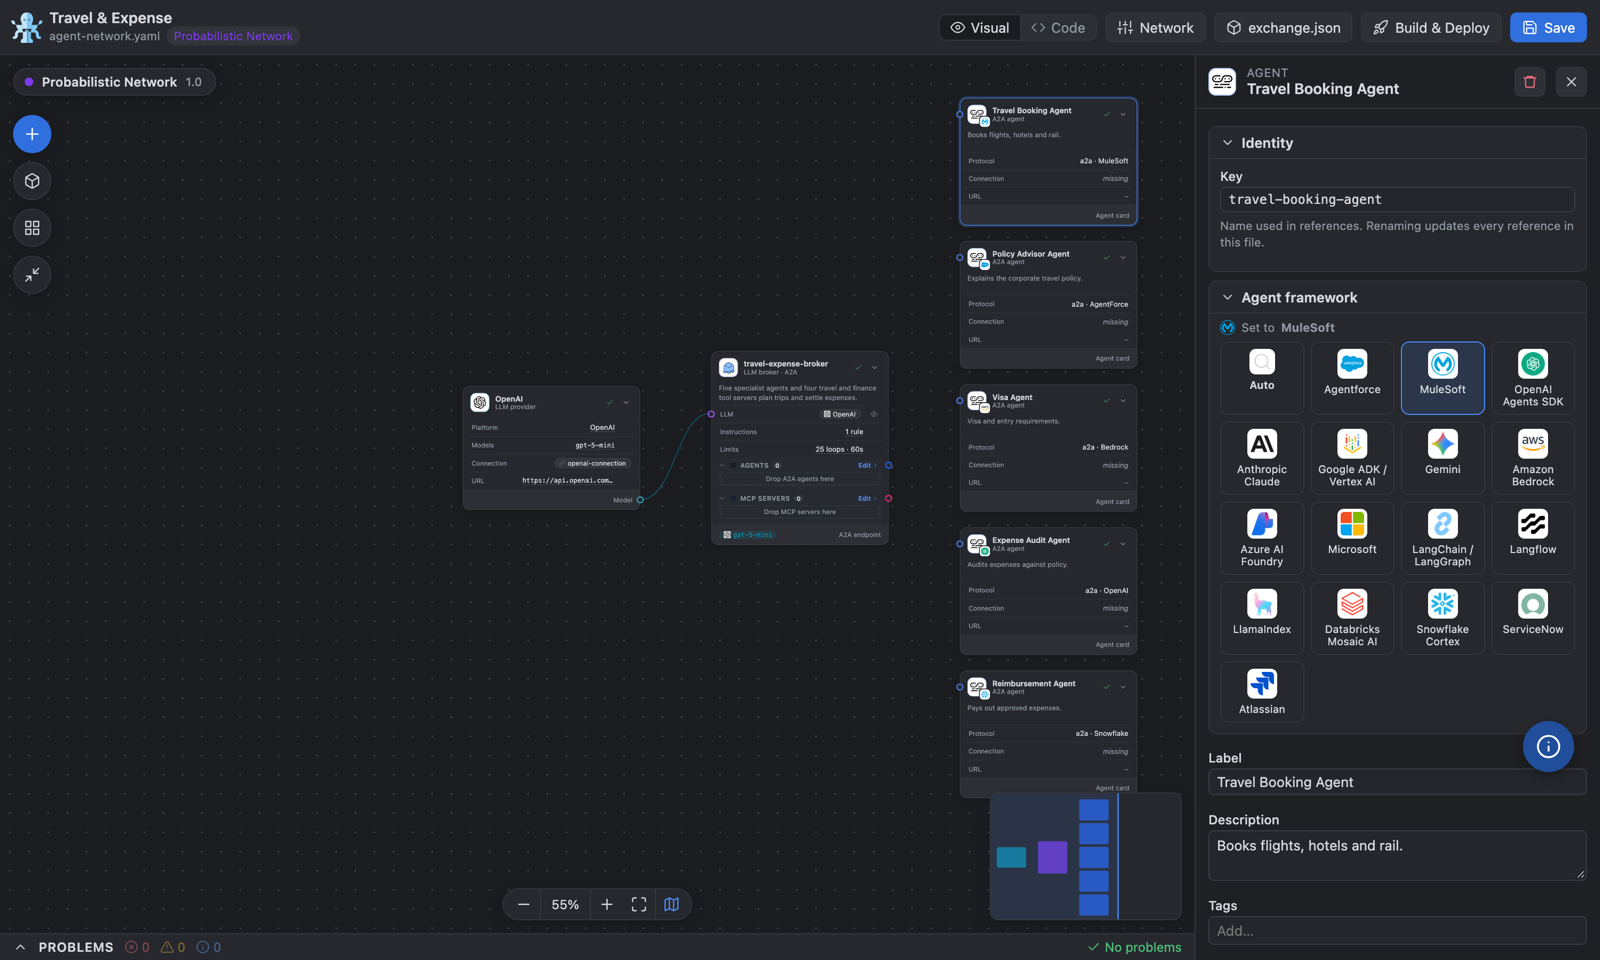 Travel & Expense
agent-network.yaml Probabilistic Network
Visual
Code
Network
exchange.json
Build & Deploy
Save
Probabilistic Network 1.0
OpenAI
LLM provider
Platform OpenAI
Models gpt-5-mini
Connection openai-connection
URL https://api.openai.com…
Model
travel-expense-broker
LLM broker · A2A
Five specialist agents and four travel and finance
tool servers plan trips and settle expenses.
LLM OpenAI
Instructions 1 rule
Limits 25 loops · 60s
AGENTS 0 Edit
Drop A2A agents here
MCP SERVERS 0 Edit
Drop MCP servers here
gpt-5-mini A2A endpoint
Travel Booking Agent
A2A agent
Books flights, hotels and rail.
Protocol a2a · MuleSoft
Connection missing
URL –
Agent card
Policy Advisor Agent
A2A agent
Explains the corporate travel policy.
Protocol a2a · AgentForce
Connection missing
URL –
Agent card
Visa Agent
A2A agent
Visa and entry requirements.
Protocol a2a · Bedrock
Connection missing
URL –
Agent card
Expense Audit Agent
A2A agent
Audits expenses against policy.
Protocol a2a · OpenAI
Connection missing
URL –
Agent card
Reimbursement Agent
A2A agent
Pays out approved expenses.
Protocol a2a · Snowflake
Connection missing
URL –
Agent card
55%
PROBLEMS 0 0 0
No problems
AGENT
Travel Booking Agent
Identity
Key
travel-booking-agent
Name used in references. Renaming updates every reference in
this file.
Agent framework
Set to MuleSoft
Auto
Agentforce
MuleSoft
OpenAI
Agents SDK
Anthropic
Claude
Google ADK /
Vertex AI
Gemini
Amazon
Bedrock
Azure AI
Foundry
Microsoft
LangChain /
LangGraph
Langflow
LlamaIndex
Databricks
Mosaic AI
Snowflake
Cortex
ServiceNow
Atlassian
Label
Travel Booking Agent
Description
Books flights, hotels and rail.
Tags
Add...